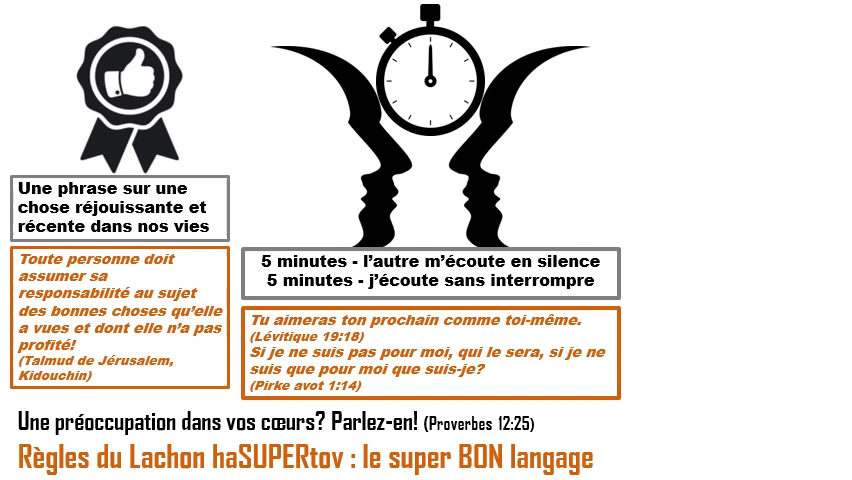 Une phrase sur une
chose réjouissante et
récente dans nos vies
Toute personne doit
assumer sa
responsabilité au sujet
des bonnes choses qu'elle
a vues et dont elle n'a pas
profité!
(Talmud de Jérusalem,
Kidouchin)
5 minutes - l'autre m'écoute en silence
5 minutes - j'écoute sans interrompre
Tu aimeras ton prochain comme toi-même.
(Lévitique 19:18)
Si je ne suis pas pour moi, qui le sera, si je ne
suis que pour moi que suis-je?
(Pirke avot 1:14)
Une préoccupation dans vos cœurs? Parlez-en! (Proverbes 12:25)
Règles du Lachon haSUPERtov : le super BON langage